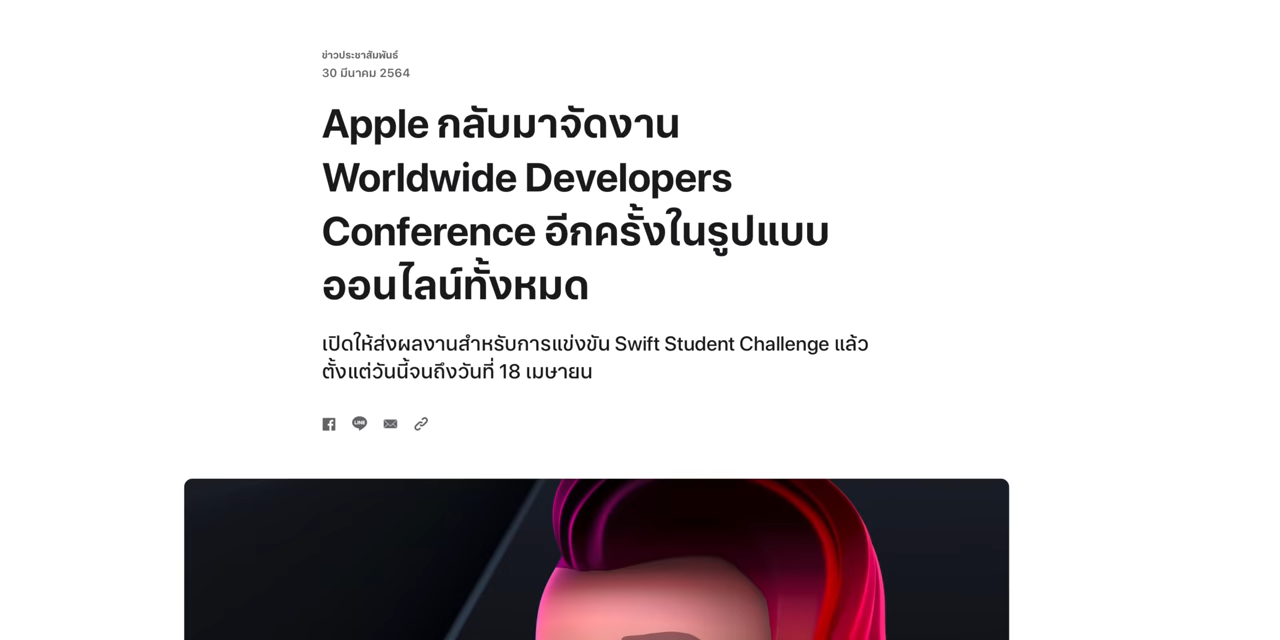 ข่าวประชาสัมพันธ์
30 มีนาคม 2564
Apple กลับมาจัดงาน
Worldwide Developers
Conference อีกครั้งในรูปแบบ
ออนไลน์ทั้งหมด
เปิดให้ส่งผลงานสำหรับการแข่งขัน Swift Student Challenge แล้ว
ตั้งแต่วันนี้จนถึงวันที่ 18 เมษายน
LINE